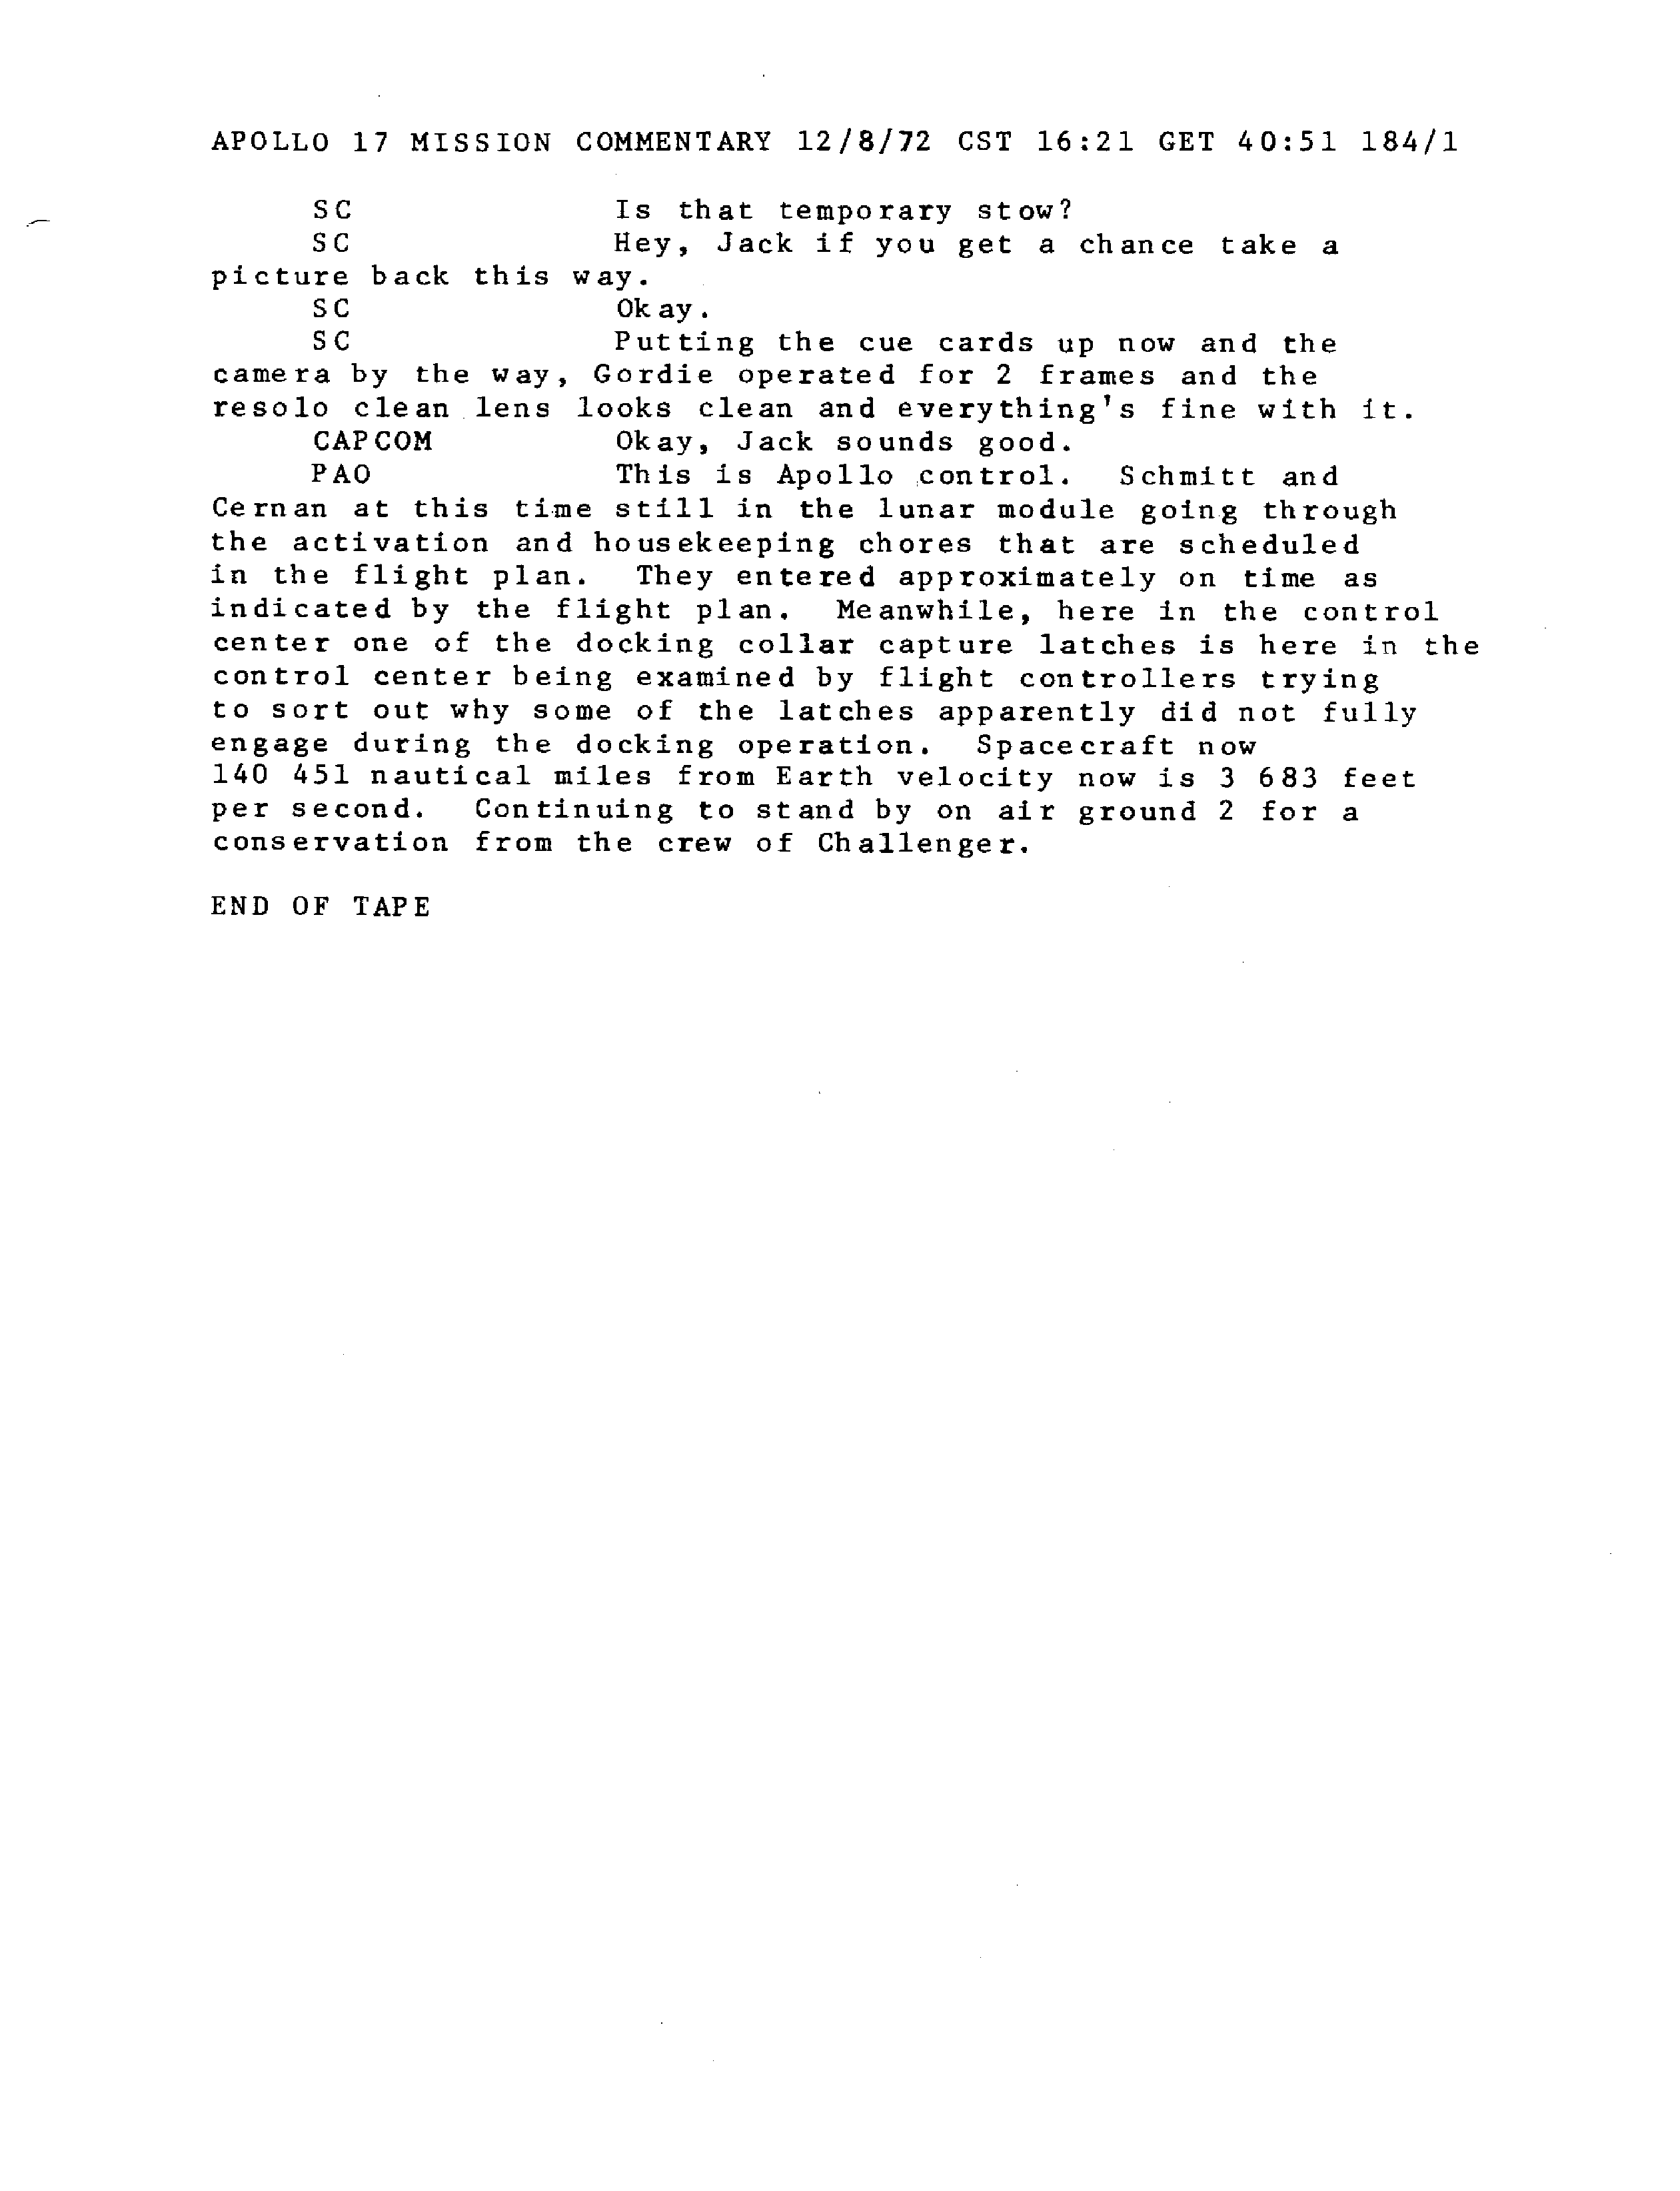 APOLLO 17 MISSION COMMENTARY 12/8/72 CST 16:21 GET 40:51 184/1
SC Is that temporary stow?
SC Hey, Jack if you get a chance take a
picture back this way.
SC Okay.
SC Putting the cue cards up now and the
camera by the way, Gordie operated for 2 frames and the
resolo clean lens looks clean and everything's fine with it.
CAPCOM Okay, Jack sounds good.
PAO This is Apollo control. Schmitt and
Cernan at this time still in the lunar module going through
the activation and housekeeping chores that are scheduled
in the flight plan. They entered approximately on time as
indicated by the flight plan. Meanwhile, here in the control
center one of the docking collar capture latches is here in the
control center being examined by flight controllers trying
to sort out why some of the latches apparently did not fully
engage during the docking operation. Spacecraft now
140 451 nautical miles from Earth velocity now is 3 683 feet
per second. Continuing to stand by on air ground 2 for a
conservation from the crew of Challenger.
END OF TAPE